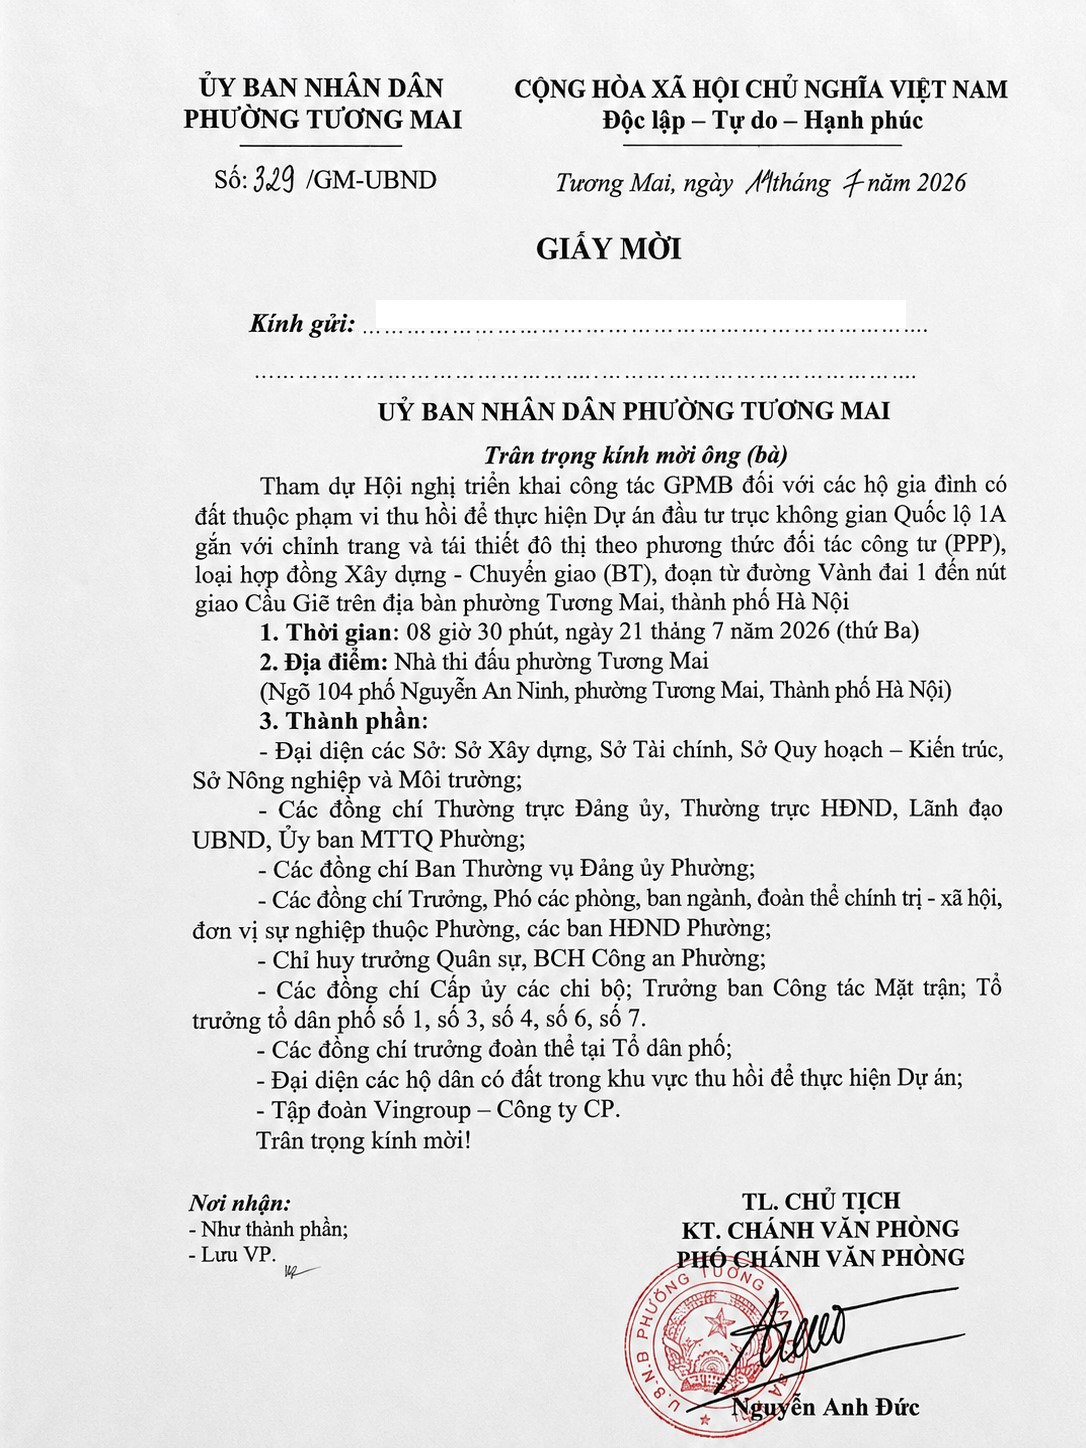 ỦY BAN NHÂN DÂN
PHƯỜNG TƯƠNG MAI
CỘNG HÒA XÃ HỘI CHỦ NGHĨA VIỆT NAM
Độc lập – Tự do – Hạnh phúc
Số: 329 /GM-UBND
Tương Mai, ngày 11 tháng 7 năm 2026
GIẤY MỜI
Kính gửi: ……………………………………………………………………
……………………………………………………………………………
UỶ BAN NHÂN DÂN PHƯỜNG TƯƠNG MAI
Trân trọng kính mời ông (bà)
Tham dự Hội nghị triển khai công tác GPMB đối với các hộ gia đình có
đất thuộc phạm vi thu hồi để thực hiện Dự án đầu tư trục không gian Quốc lộ 1A
gắn với chỉnh trang và tái thiết đô thị theo phương thức đối tác công tư (PPP),
loại hợp đồng Xây dựng - Chuyển giao (BT), đoạn từ đường Vành đai 1 đến nút
giao Cầu Giẽ trên địa bàn phường Tương Mai, thành phố Hà Nội
1. Thời gian: 08 giờ 30 phút, ngày 21 tháng 7 năm 2026 (thứ Ba)
2. Địa điểm: Nhà thi đấu phường Tương Mai
(Ngõ 104 phố Nguyễn An Ninh, phường Tương Mai, Thành phố Hà Nội)
3. Thành phần:
- Đại diện các Sở: Sở Xây dựng, Sở Tài chính, Sở Quy hoạch – Kiến trúc,
Sở Nông nghiệp và Môi trường;
- Các đồng chí Thường trực Đảng ủy, Thường trực HĐND, Lãnh đạo
UBND, Ủy ban MTTQ Phường;
- Các đồng chí Ban Thường vụ Đảng ủy Phường;
- Các đồng chí Trưởng, Phó các phòng, ban ngành, đoàn thể chính trị - xã hội,
đơn vị sự nghiệp thuộc Phường, các ban HĐND Phường;
- Chỉ huy trưởng Quân sự, BCH Công an Phường;
- Các đồng chí Cấp ủy các chi bộ; Trưởng ban Công tác Mặt trận; Tổ
trưởng tổ dân phố số 1, số 3, số 4, số 6, số 7.
- Các đồng chí trưởng đoàn thể tại Tổ dân phố;
- Đại diện các hộ dân có đất trong khu vực thu hồi để thực hiện Dự án;
- Tập đoàn Vingroup – Công ty CP.
Trân trọng kính mời!
Nơi nhận:
- Như thành phần;
- Lưu VP.
TL. CHỦ TỊCH
KT. CHÁNH VĂN PHÒNG
PHÓ CHÁNH VĂN PHÒNG
U.B.N.D PHƯỜNG TƯƠNG MAI
Nguyễn Anh Đức